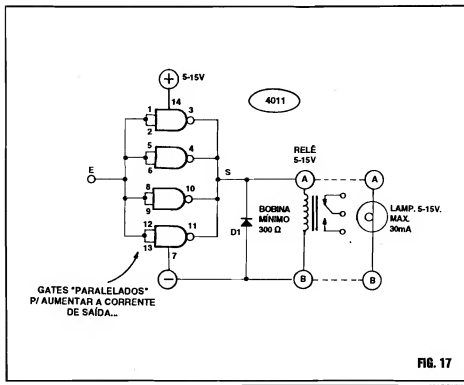 5-15V
4011
14
1
2
3
5
6
4
E
8
9
10
S
12
13
11
7
RELÊ
5-15V
A
A
BOBINA
MÍNIMO
300 Ω
D1
LAMP. 5-15V.
MAX.
30mA
B
B
GATES "PARALELADOS"
P/ AUMENTAR A CORRENTE
DE SAÍDA...
FIG. 17